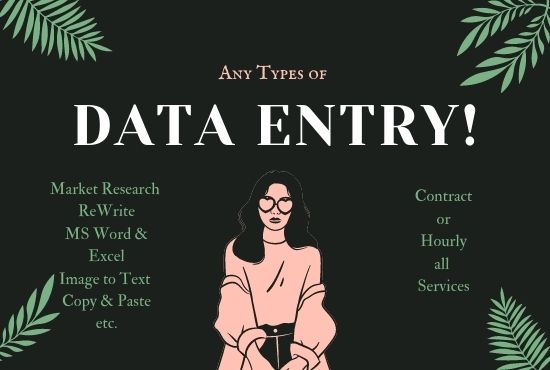 Any Types of
DATA ENTRY!
Market Research
ReWrite
MS Word &
Excel
Image to Text
Copy & Paste
etc.
Contract
or
Hourly
all
Services